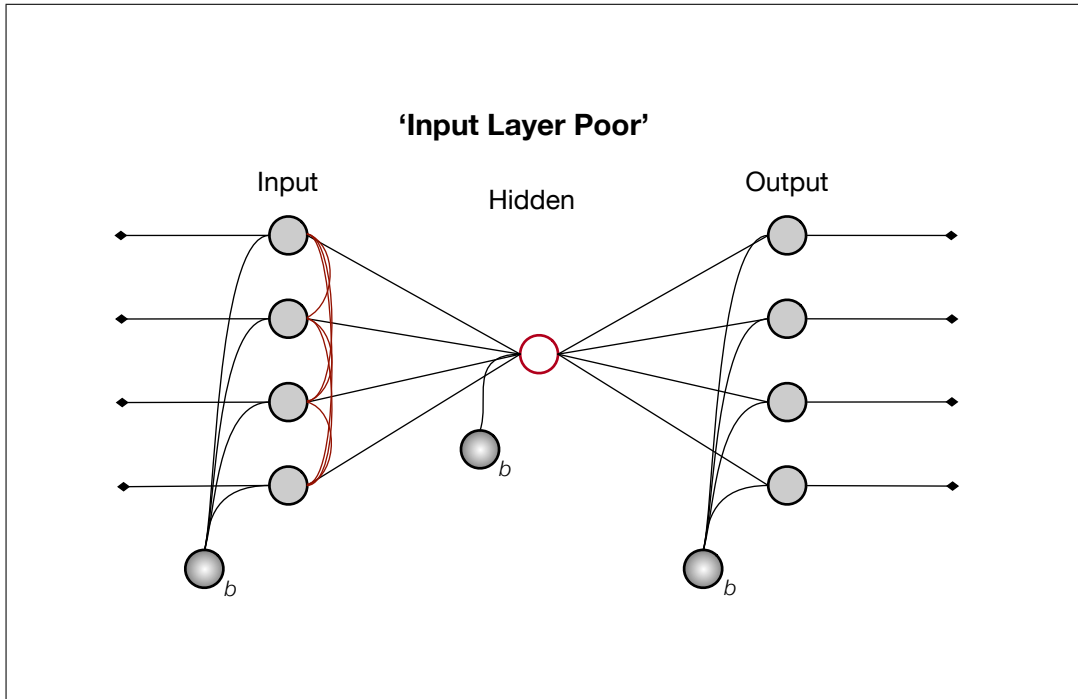 ‘Input Layer Poor’
Input
Hidden
Output
b
b
b